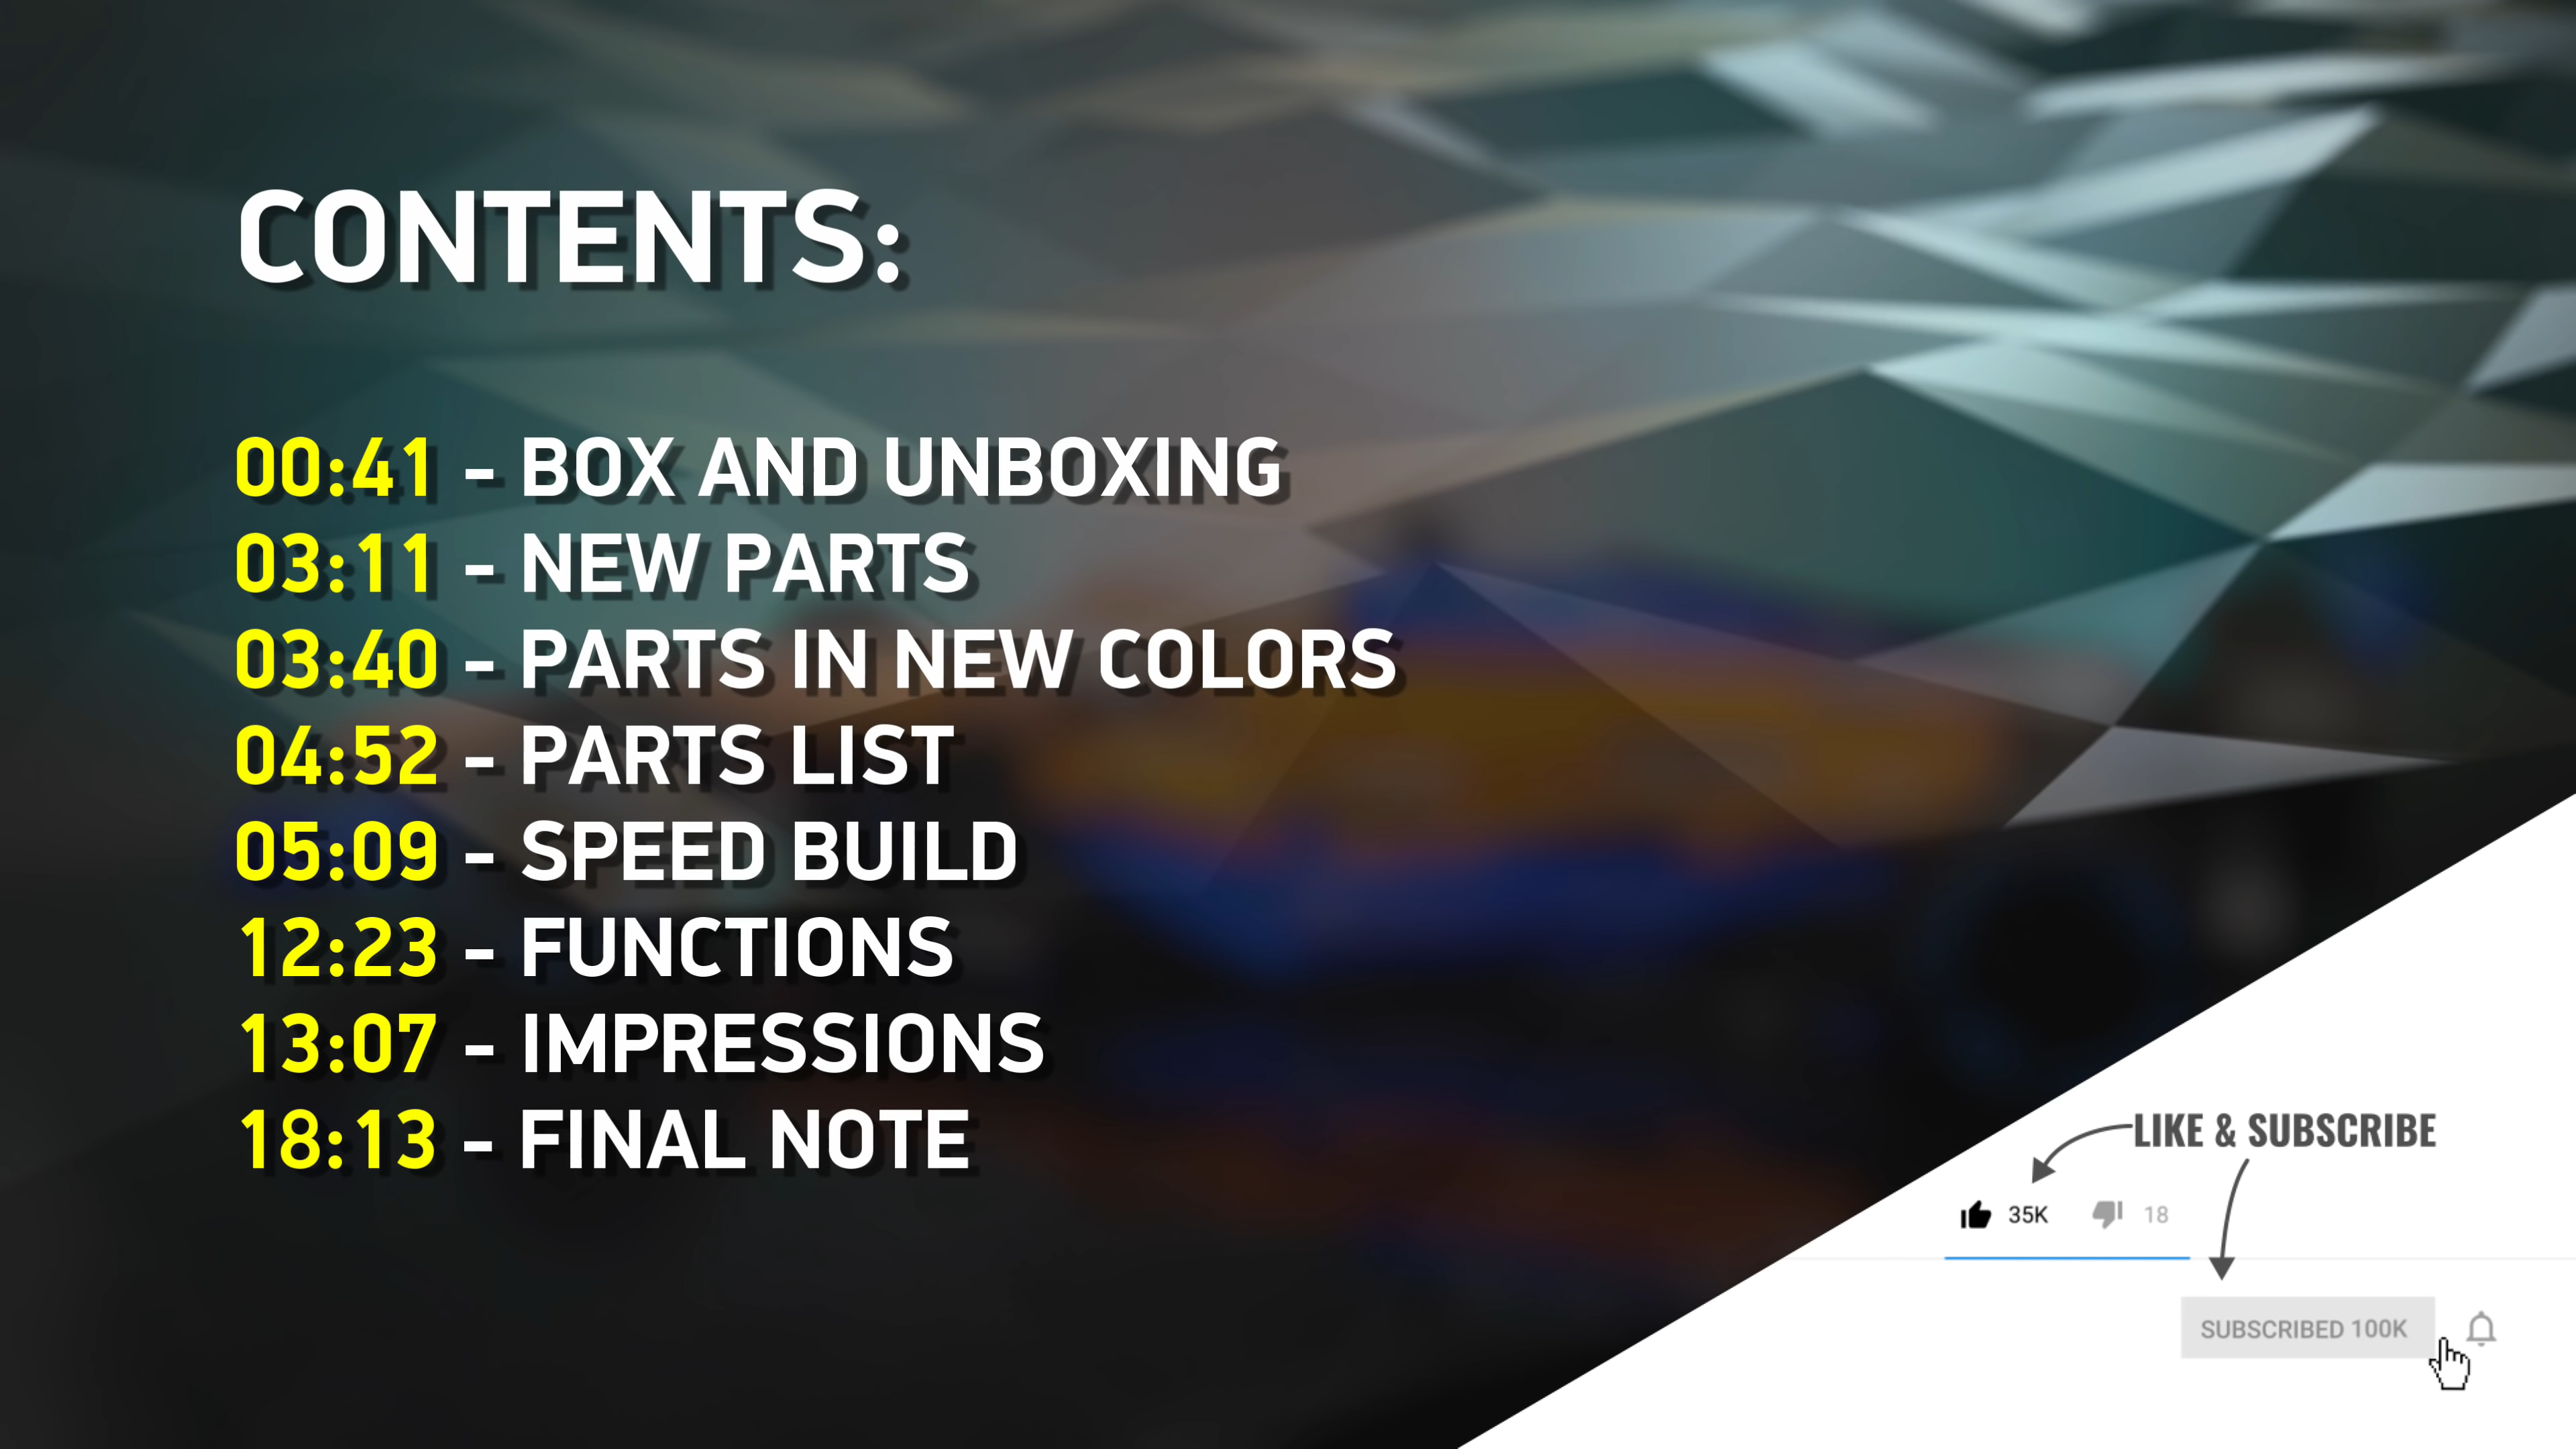 CONTENTS:
00:41 - BOX AND UNBOXING
03:11 - NEW PARTS
03:40 - PARTS IN NEW COLORS
04:52 - PARTS LIST
05:09 - SPEED BUILD
12:23 - FUNCTIONS
13:07 - IMPRESSIONS
18:13 - FINAL NOTE
LIKE & SUBSCRIBE
35K 18
SUBSCRIBED 100K